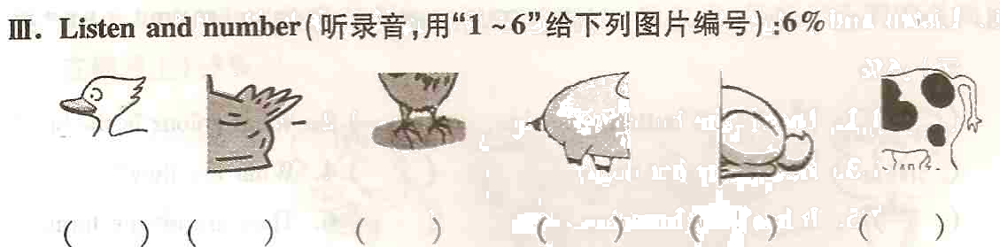 Ⅲ. Listen and number(听录音,用“1~6”给下列图片编号):6%
( ) ( ) ( ) ( ) ( ) ( )